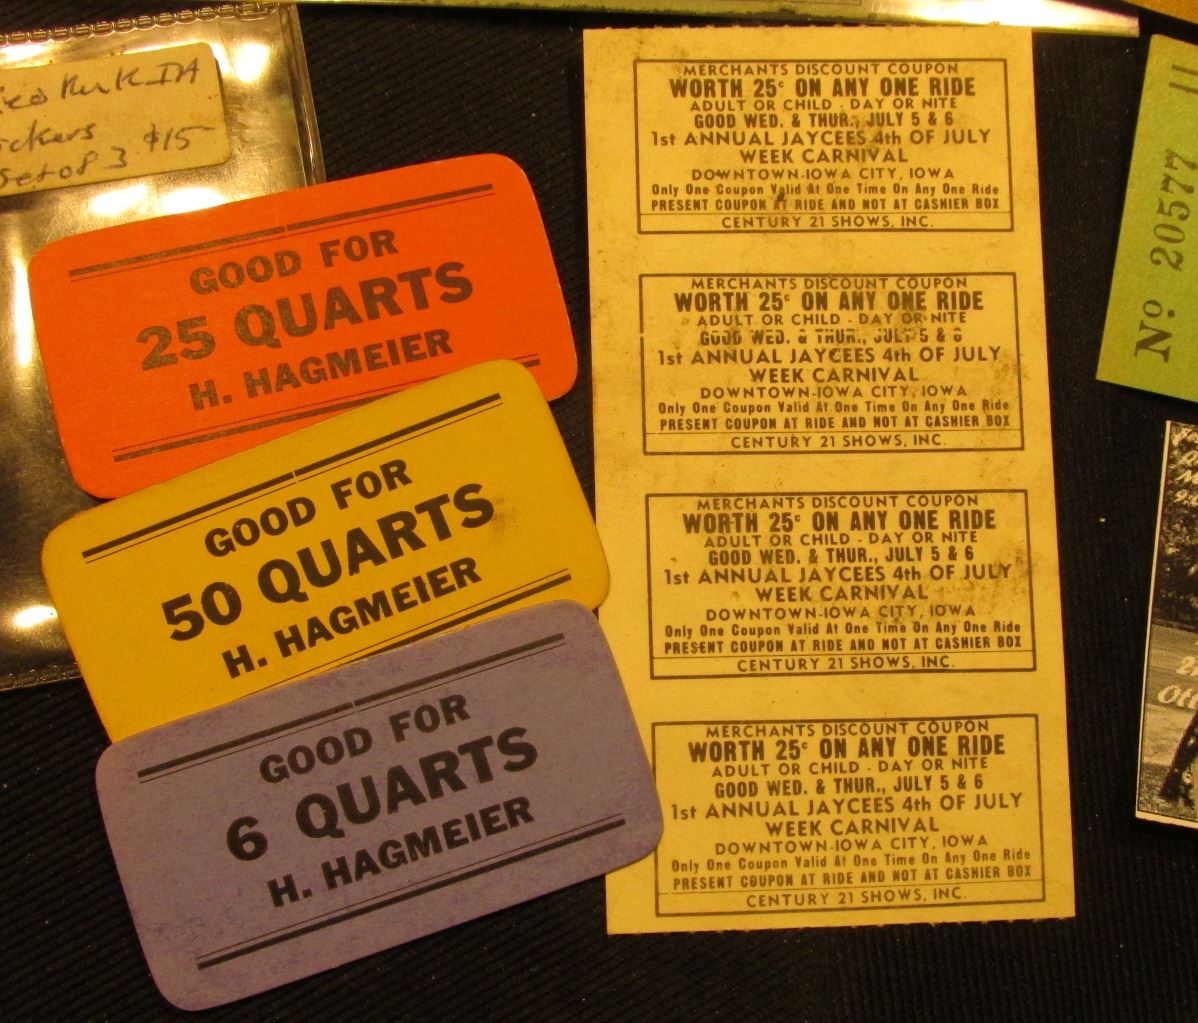 $15
Set of 3
GOOD FOR
25 QUARTS
H. HAGMEIER
GOOD FOR
50 QUARTS
H. HAGMEIER
GOOD FOR
6 QUARTS
H. HAGMEIER
MERCHANTS DISCOUNT COUPON
WORTH 25¢ ON ANY ONE RIDE
ADULT OR CHILD - DAY OR NITE
GOOD WED. & THUR., JULY 5 & 6
1st ANNUAL JAYCEES 4th OF JULY
WEEK CARNIVAL
DOWNTOWN-IOWA CITY, IOWA
Only One Coupon Valid At One Time On Any One Ride
PRESENT COUPON AT RIDE AND NOT AT CASHIER BOX
CENTURY 21 SHOWS, INC.
MERCHANTS DISCOUNT COUPON
WORTH 25¢ ON ANY ONE RIDE
ADULT OR CHILD - DAY OR NITE
GOOD WED. & THUR., JULY 5 & 6
1st ANNUAL JAYCEES 4th OF JULY
WEEK CARNIVAL
DOWNTOWN-IOWA CITY, IOWA
Only One Coupon Valid At One Time On Any One Ride
PRESENT COUPON AT RIDE AND NOT AT CASHIER BOX
CENTURY 21 SHOWS, INC.
MERCHANTS DISCOUNT COUPON
WORTH 25¢ ON ANY ONE RIDE
ADULT OR CHILD - DAY OR NITE
GOOD WED. & THUR., JULY 5 & 6
1st ANNUAL JAYCEES 4th OF JULY
WEEK CARNIVAL
DOWNTOWN-IOWA CITY, IOWA
Only One Coupon Valid At One Time On Any One Ride
PRESENT COUPON AT RIDE AND NOT AT CASHIER BOX
CENTURY 21 SHOWS, INC.
MERCHANTS DISCOUNT COUPON
WORTH 25¢ ON ANY ONE RIDE
ADULT OR CHILD - DAY OR NITE
GOOD WED. & THUR., JULY 5 & 6
1st ANNUAL JAYCEES 4th OF JULY
WEEK CARNIVAL
DOWNTOWN-IOWA CITY, IOWA
Only One Coupon Valid At One Time On Any One Ride
PRESENT COUPON AT RIDE AND NOT AT CASHIER BOX
CENTURY 21 SHOWS, INC.
No 20577